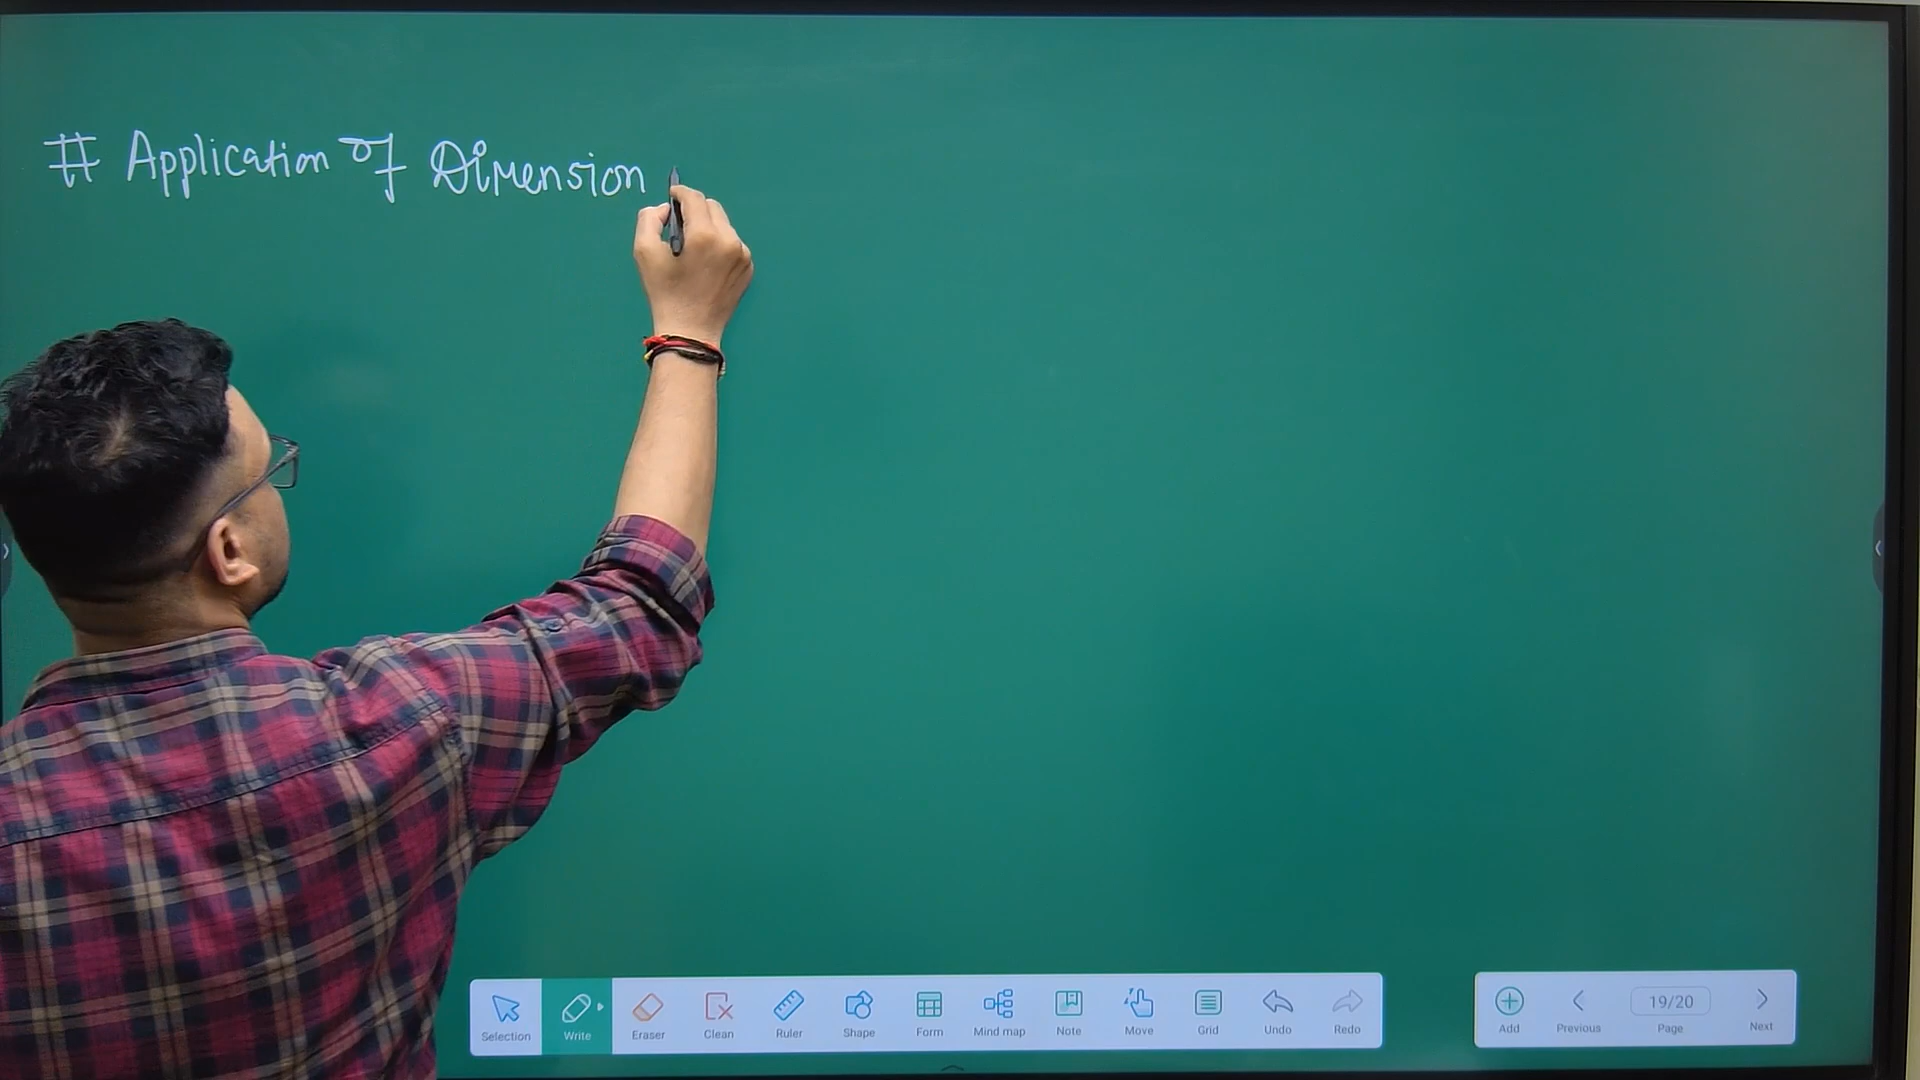 # Application of Dimension
Selection Write Eraser Clean Ruler Shape Form Mind map Note Move Grid Undo Redo
Add Previous 19/20 Page Next